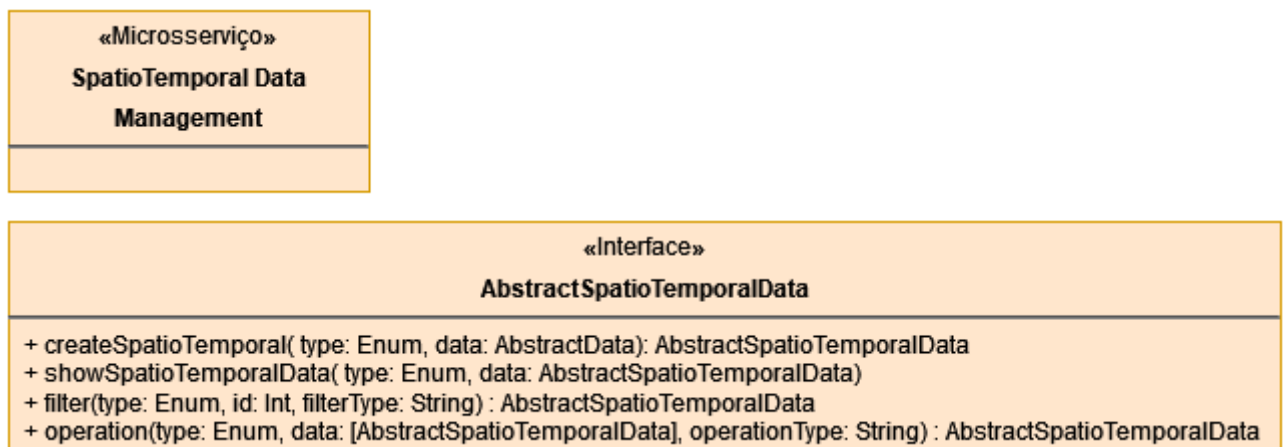 «Microsserviço»
SpatioTemporal Data
Management
«Interface»
AbstractSpatioTemporalData
+ createSpatioTemporal( type: Enum, data: AbstractData): AbstractSpatioTemporalData
+ showSpatioTemporalData( type: Enum, data: AbstractSpatioTemporalData)
+ filter(type: Enum, id: Int, filterType: String) : AbstractSpatioTemporalData
+ operation(type: Enum, data: [AbstractSpatioTemporalData], operationType: String) : AbstractSpatioTemporalData